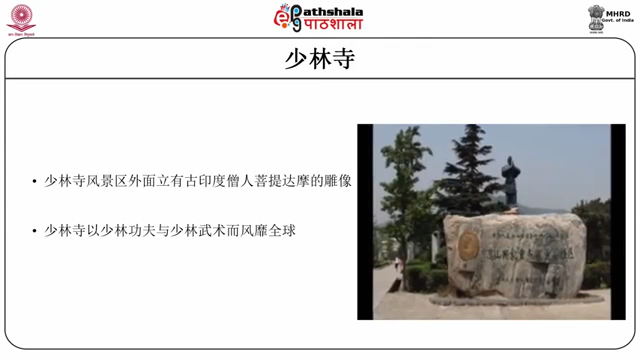 ePathshala
पाठशाला
MHRD
Govt. of India
少林寺
• 少林寺风景区外面立有古印度僧人菩提达摩的雕像
• 少林寺以少林功夫与少林武术而风靡全球